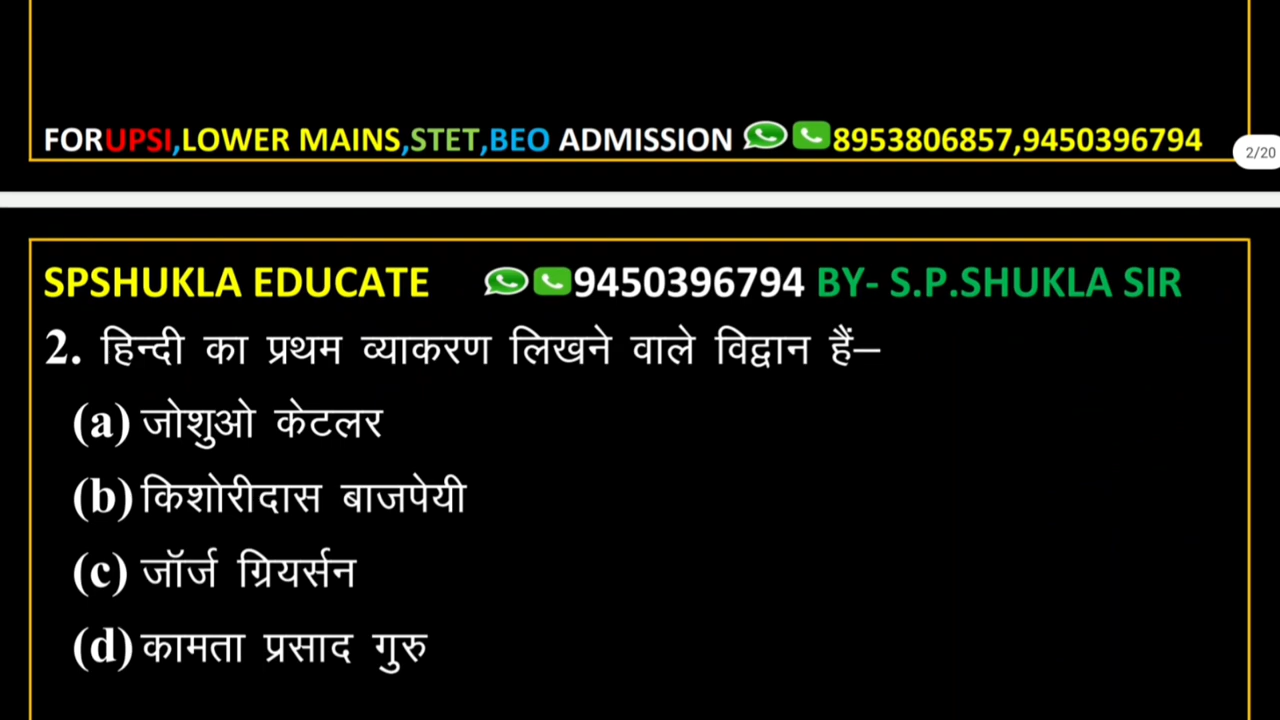 FORUPSI,LOWER MAINS,STET,BEO ADMISSION 8953806857,9450396794
2/20
SPSHUKLA EDUCATE 9450396794 BY- S.P.SHUKLA SIR
2. हिन्दी का प्रथम व्याकरण लिखने वाले विद्वान हैं–
(a) जोशुओ केटलर
(b) किशोरीदास बाजपेयी
(c) जॉर्ज ग्रियर्सन
(d) कामता प्रसाद गुरु